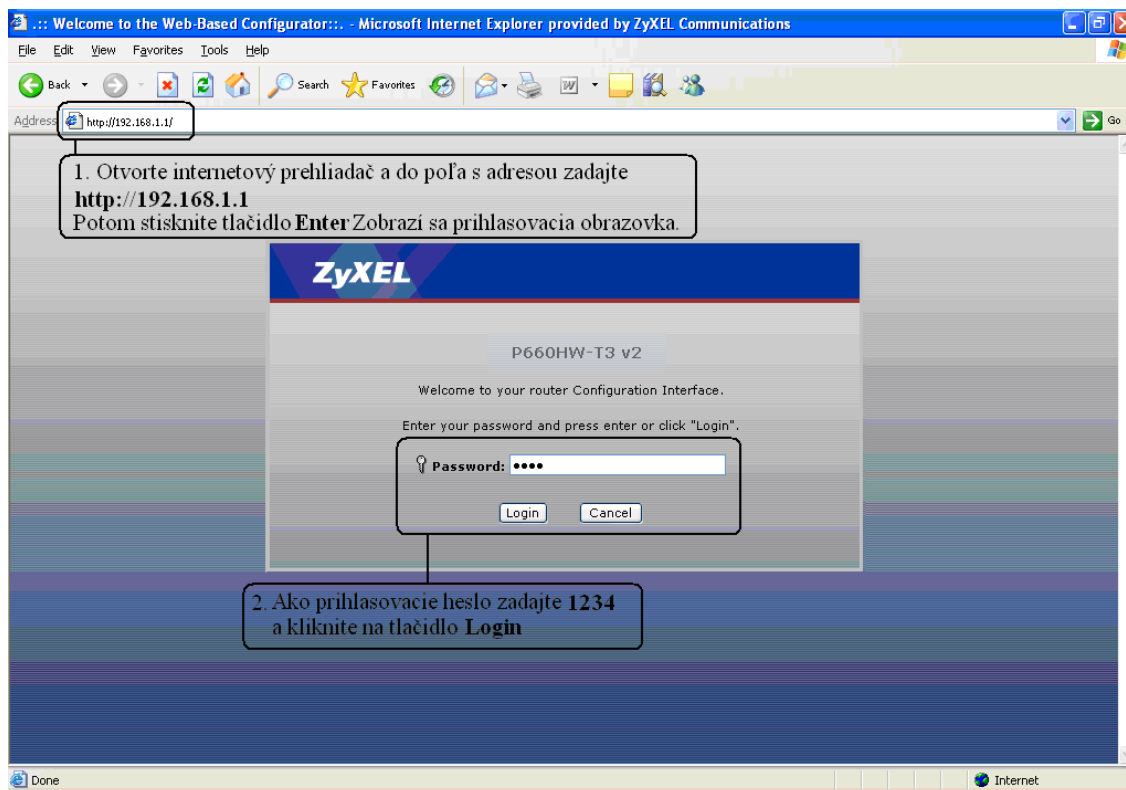 .:: Welcome to the Web-Based Configurator::. - Microsoft Internet Explorer provided by ZyXEL Communications
File Edit View Favorites Tools Help
Back Search Favorites
Address http://192.168.1.1/ Go
1. Otvorte internetový prehliadač a do poľa s adresou zadajte
http://192.168.1.1
Potom stisknite tlačidlo Enter Zobrazí sa prihlasovacia obrazovka.
ZyXEL
P660HW-T3 v2
Welcome to your router Configuration Interface.
Enter your password and press enter or click "Login".
Password: ••••
Login Cancel
2. Ako prihlasovacie heslo zadajte 1234
a kliknite na tlačidlo Login
Done Internet